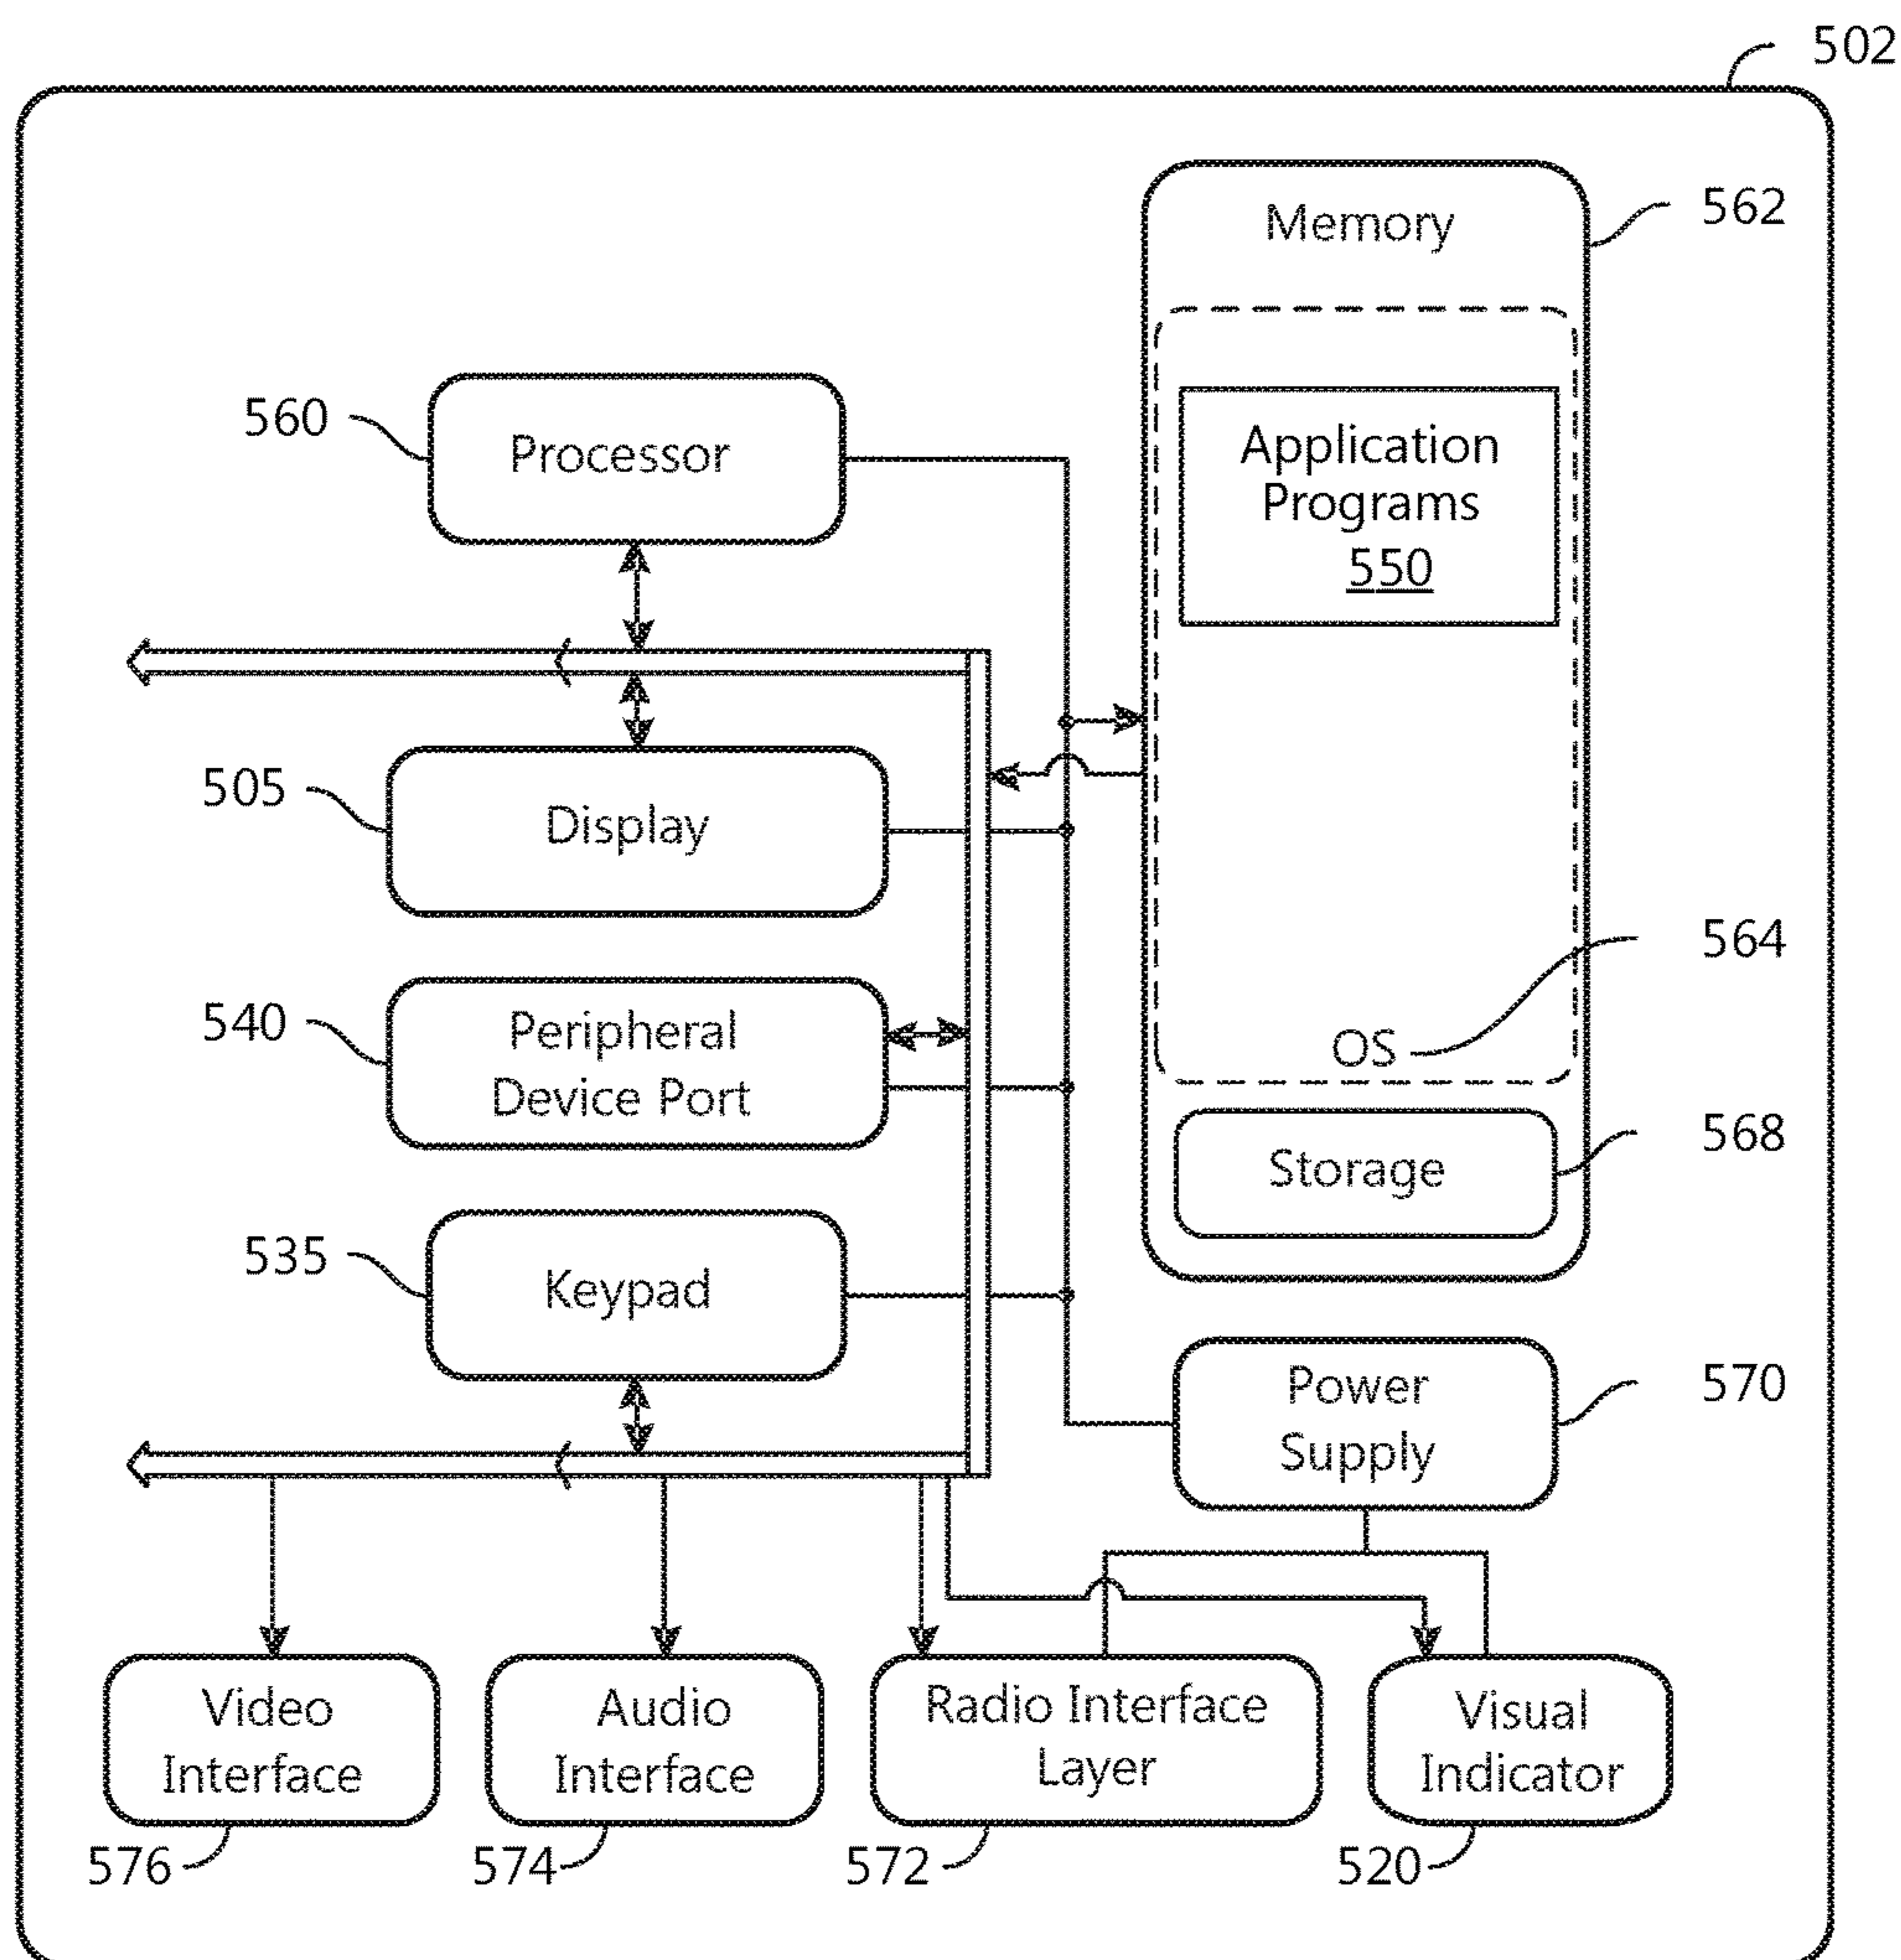 502
Memory
562
Application
Programs
550
560
Processor
505
Display
564
540
Peripheral
Device Port
OS
568
Storage
535
Keypad
Power
Supply
570
Video
Interface
Audio
Interface
Radio Interface
Layer
Visual
Indicator
576
574
572
520